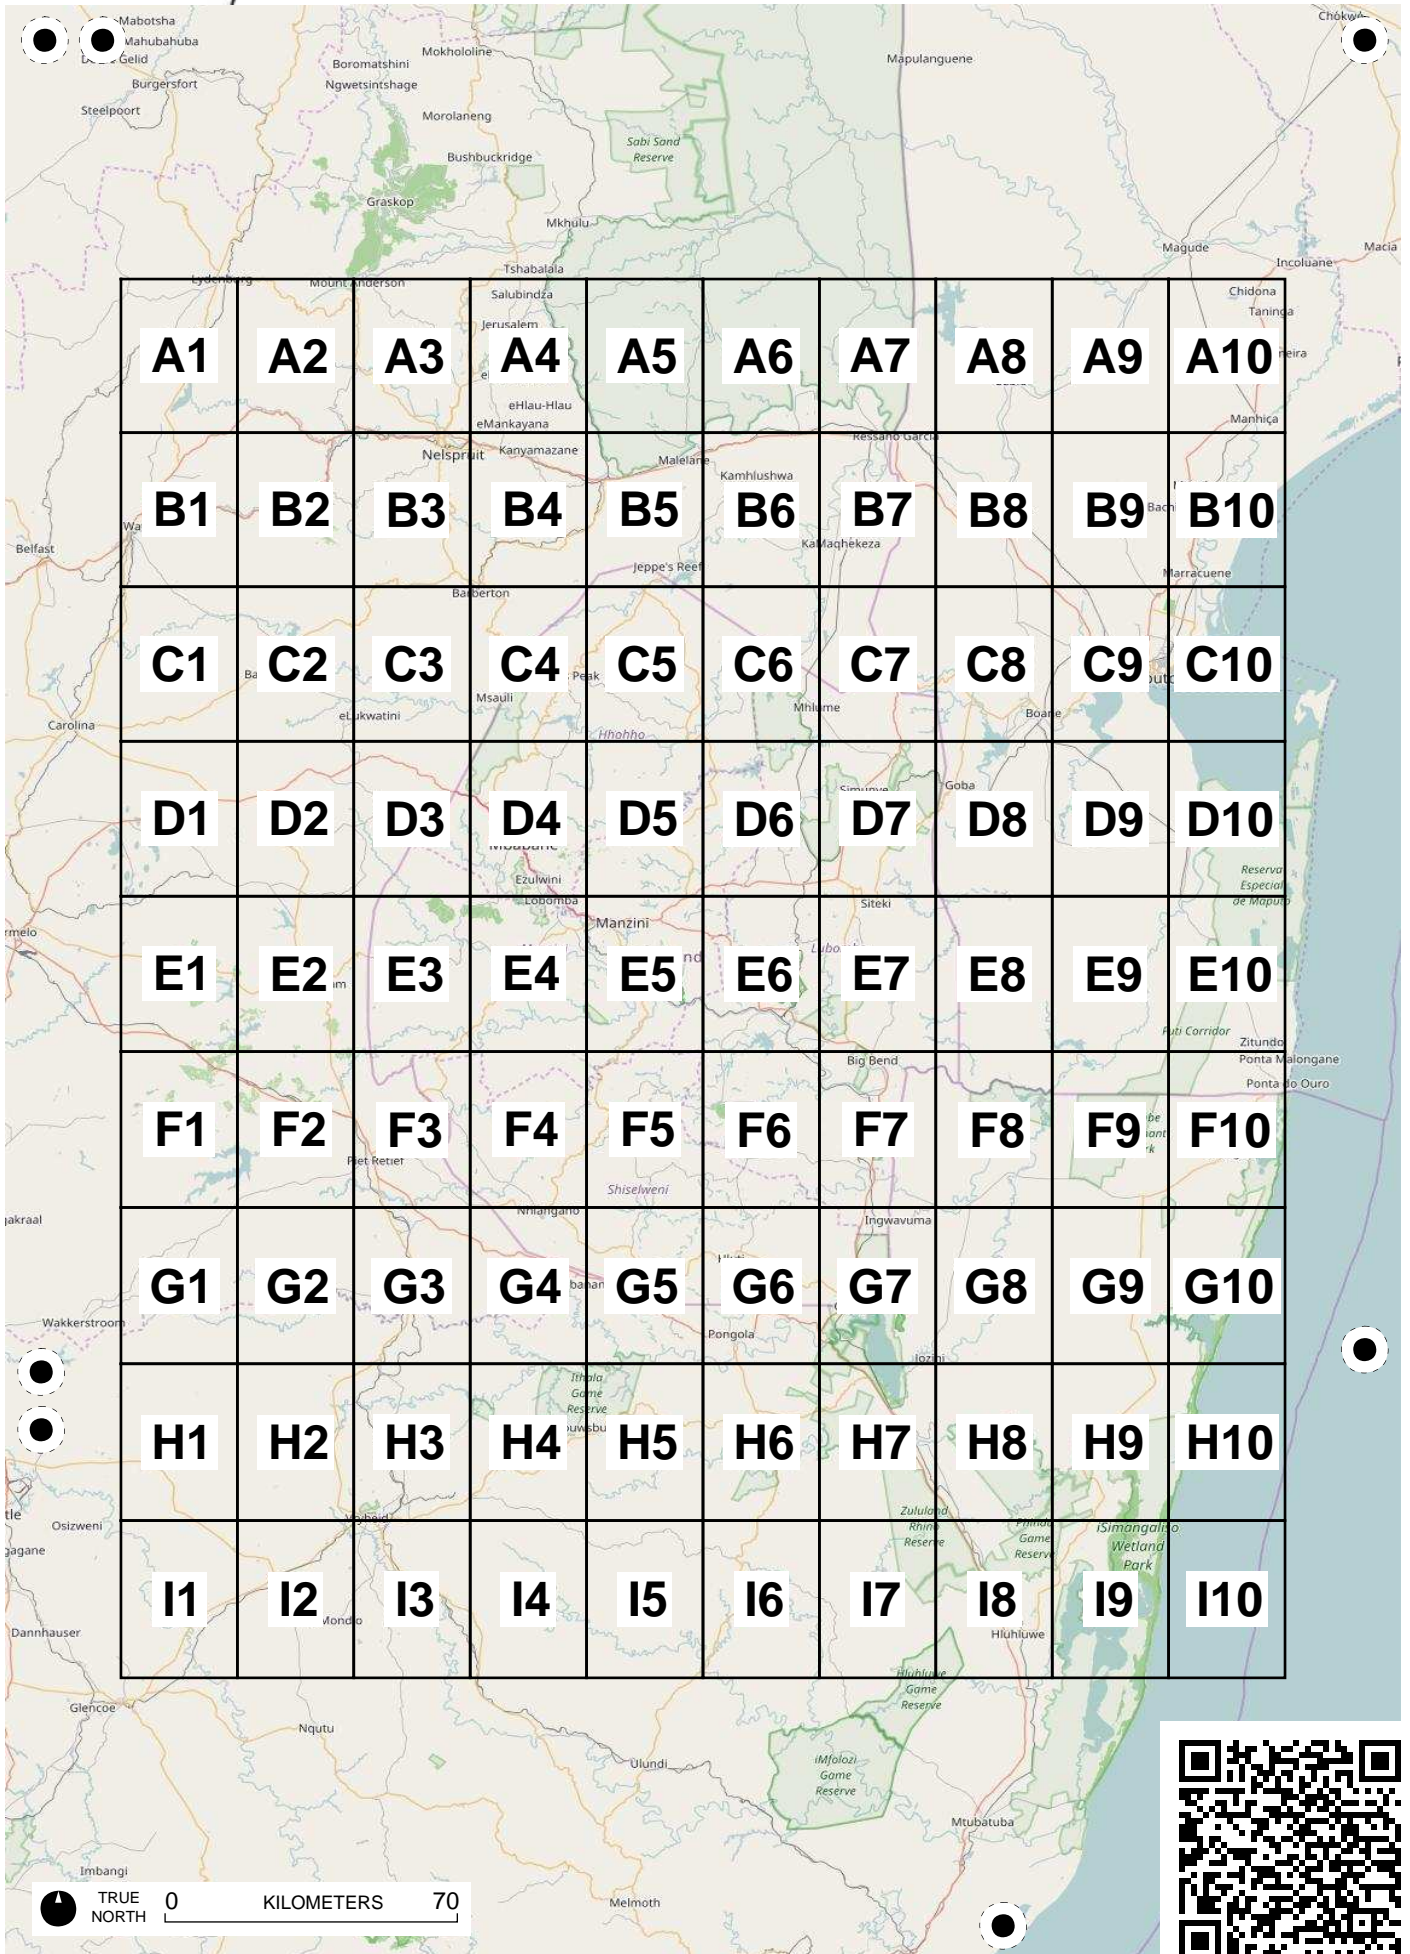 Mabotsha
Mahubahuba
Gelid
Burgersfort
Steelpoort
Boromatshini
Ngwetsintshage
Mokhololine
Morolaneng
Bushbuckridge
Graskop
Sabi Sand
Reserve
Mkhulu
Mapulanguene
Magude
Macia
Incoluane
Lydenburg
Mount Anderson
Tshabalala
Salubindza
Jerusalem
Chidona
Taninga
A1 A2 A3 A4 A5 A6 A7 A8 A9 A10
eHlau-Hlau
eMankayana
Manhiça
Nelspruit
Kanyamazane
Malelane
Ressano Garcia
Kamhlushwa
B1 B2 B3 B4 B5 B6 B7 B8 B9 B10
Belfast
KaMaqhekeza
Jeppe's Reef
Marracuene
Barberton
C1 C2 C3 C4 C5 C6 C7 C8 C9 C10
Peak
Msauli
eLukwatini
Mhlume
Boane
Carolina
Hhohho
Simunye
Goba
D1 D2 D3 D4 D5 D6 D7 D8 D9 D10
Mbabane
Ezulwini
Lobomba
Siteki
Reserva
Especial
de Maputo
Manzini
E1 E2 E3 E4 E5 E6 E7 E8 E9 E10
Futi Corridor
Zitundo
Ponta Malongane
Big Bend
Ponta do Ouro
F1 F2 F3 F4 F5 F6 F7 F8 F9 F10
Piet Retief
Shiselweni
Nhlangano
Ingwavuma
G1 G2 G3 G4 G5 G6 G7 G8 G9 G10
Wakkerstroom
Pongola
Jozini
Ithala
Game
Reserve
H1 H2 H3 H4 H5 H6 H7 H8 H9 H10
Osizweni
Vryheid
Zululand
Rhino
Reserve
Phinda
Game
Reserve
iSimangaliso
Wetland
Park
I1 I2 I3 I4 I5 I6 I7 I8 I9 I10
Dannhauser
Mondlo
Hluhluwe
Hluhluwe
Game
Reserve
Glencoe
Nqutu
Ulundi
iMfolozi
Game
Reserve
Mtubatuba
Imbangi
Melmoth
TRUE
NORTH
0 KILOMETERS 70